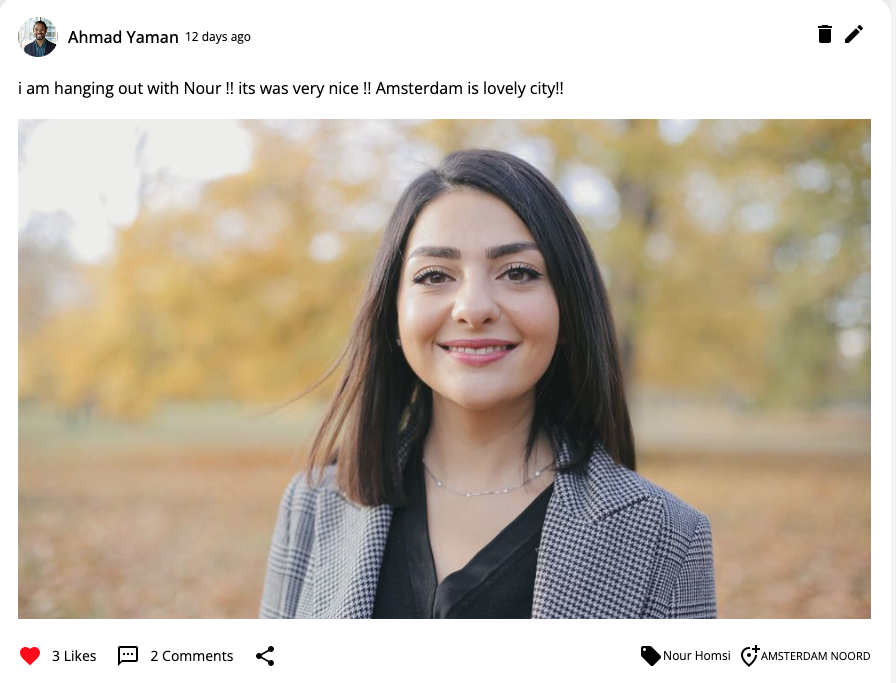 Ahmad Yaman 12 days ago
i am hanging out with Nour !! its was very nice !! Amsterdam is lovely city!!
3 Likes 2 Comments Nour Homsi AMSTERDAM NOORD